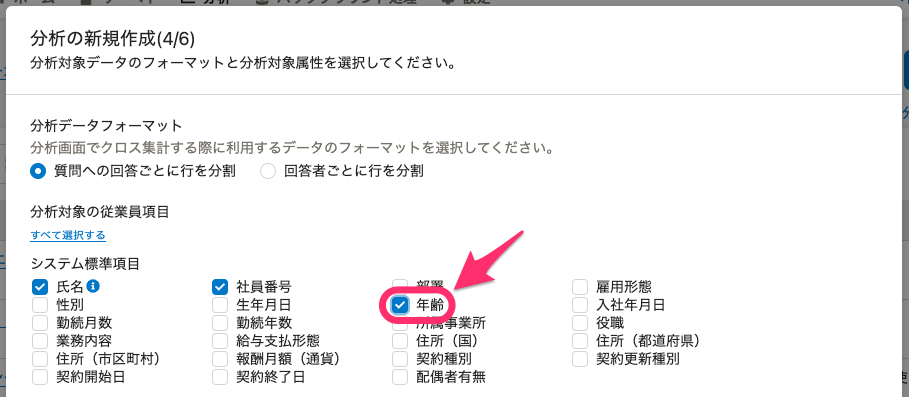 分析の新規作成(4/6)
分析対象データのフォーマットと分析対象属性を選択してください。
分析データフォーマット
分析画面でクロス集計する際に利用するデータのフォーマットを選択してください。
質問への回答ごとに行を分割 回答者ごとに行を分割
分析対象の従業員項目
すべて選択する
システム標準項目
氏名 社員番号 部署 雇用形態
性別 生年月日 年齢 入社年月日
勤続月数 勤続年数 所属事業所 役職
業務内容 給与支払形態 住所（国） 住所（都道府県）
住所（市区町村） 報酬月額（通貨） 契約種別 契約更新種別
契約開始日 契約終了日 配偶者有無